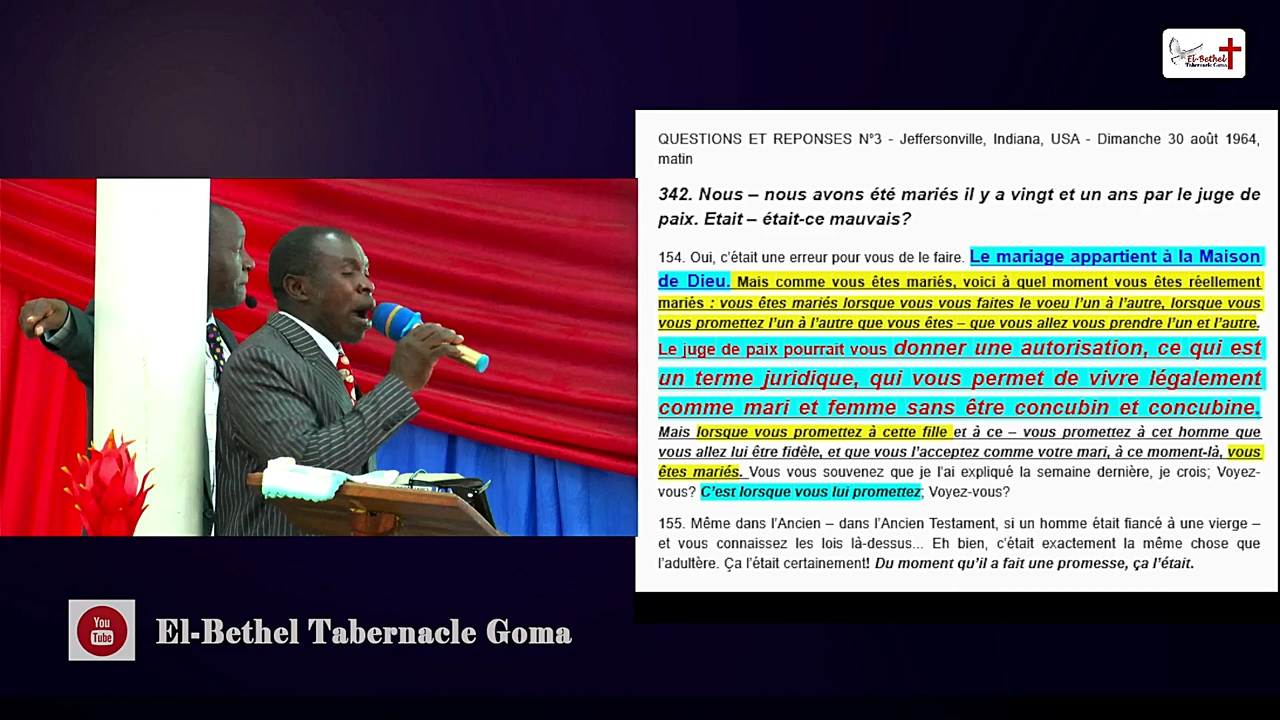 El-Bethel
Tabernacle Goma
QUESTIONS ET REPONSES N°3 - Jeffersonville, Indiana, USA - Dimanche 30 août 1964,
matin
342. Nous – nous avons été mariés il y a vingt et un ans par le juge de
paix. Etait – était-ce mauvais?
154. Oui, c’était une erreur pour vous de le faire. Le mariage appartient à la Maison
de Dieu. Mais comme vous êtes mariés, voici à quel moment vous êtes réellement
mariés : vous êtes mariés lorsque vous vous faites le voeu l’un à l’autre, lorsque vous
vous promettez l’un à l’autre que vous êtes – que vous allez vous prendre l’un et l’autre.
Le juge de paix pourrait vous donner une autorisation, ce qui est
un terme juridique, qui vous permet de vivre légalement
comme mari et femme sans être concubin et concubine.
Mais lorsque vous promettez à cette fille et à ce – vous promettez à cet homme que
vous allez lui être fidèle, et que vous l’acceptez comme votre mari, à ce moment-là, vous
êtes mariés. Vous vous souvenez que je l’ai expliqué la semaine dernière, je crois; Voyez-
vous? C’est lorsque vous lui promettez; Voyez-vous?
155. Même dans l’Ancien – dans l’Ancien Testament, si un homme était fiancé à une vierge –
et vous connaissez les lois là-dessus... Eh bien, c’était exactement la même chose que
l’adultère. Ça l’était certainement! Du moment qu’il a fait une promesse, ça l’était.
You
Tube
El-Bethel Tabernacle Goma